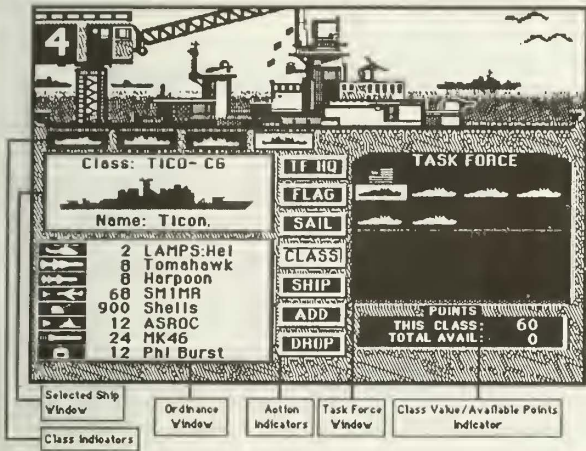 4
Class: TICO- CG
Name: Ticon.
2 LAMPS:Hel
8 Tomahawk
8 Harpoon
68 SM1MR
900 Shells
12 ASROC
24 MK46
12 Phl Burst
TF HQ
FLAG
SAIL
CLASS
SHIP
ADD
DROP
TASK FORCE
POINTS
THIS CLASS: 60
TOTAL AVAIL: 0
Selected Ship
Window
Class Indicators
Ordinance
Window
Action
Indicators
Task Force
Window
Class Value/Available Points
Indicator